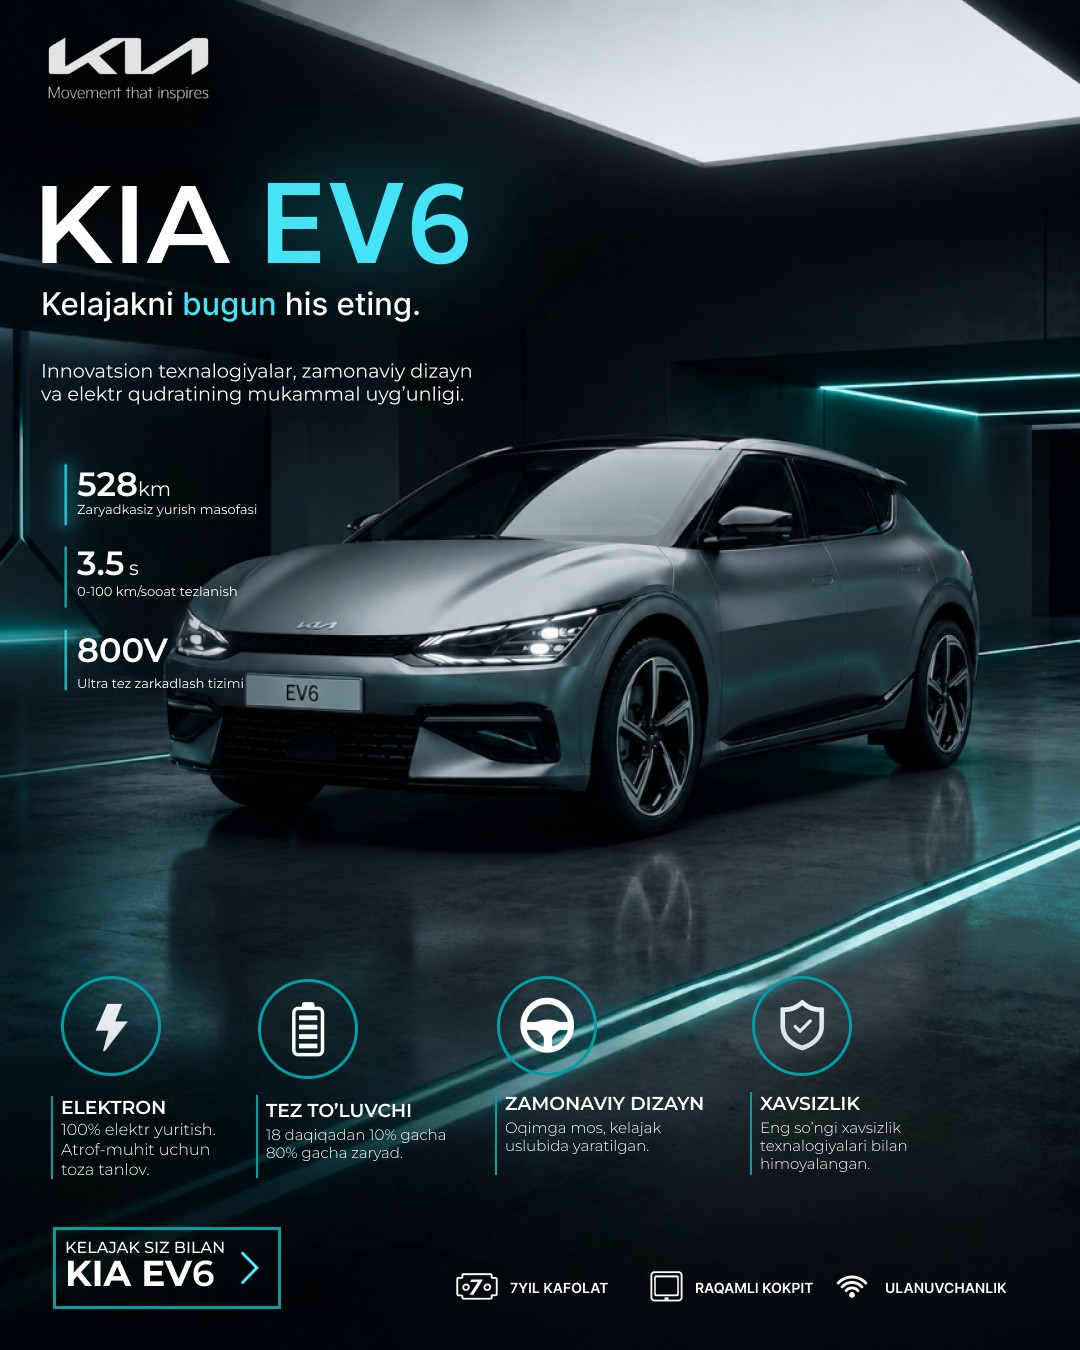 KIA
Movement that inspires
KIA EV6
Kelajakni bugun his eting.
Innovatsion texnalogiyalar, zamonaviy dizayn
va elektr qudratining mukammal uyg’unligi.
528km
Zaryadkasiz yurish masofasi
3.5 s
0-100 km/sooat tezlanish
800V
Ultra tez zarkadlash tizimi
KIA
EV6
ELEKTRON
100% elektr yuritish.
Atrof-muhit uchun
toza tanlov.
TEZ TO’LUVCHI
18 daqiqadan 10% gacha
80% gacha zaryad.
ZAMONAVIY DIZAYN
Oqimga mos, kelajak
uslubida yaratilgan.
XAVSIZLIK
Eng so’ngi xavsizlik
texnalogiyalari bilan
himoyalangan.
KELAJAK SIZ BILAN
KIA EV6
7
7YIL KAFOLAT
RAQAMLI KOKPIT
ULANUVCHANLIK